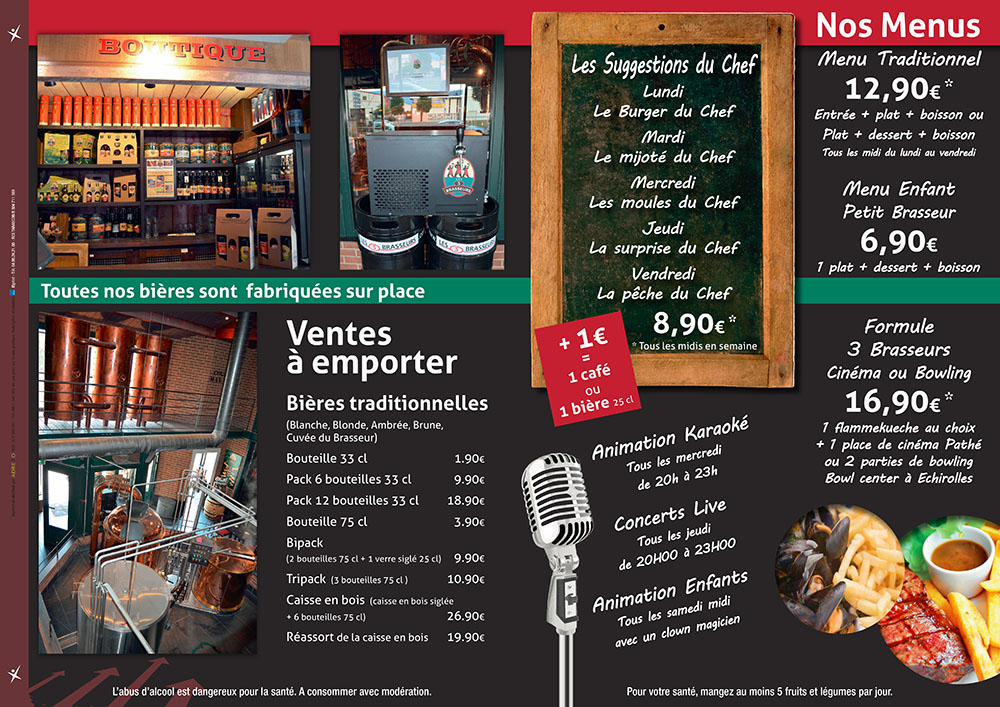 BOUTIQUE
3 BRASSEURS
LES 3 BRASSEURS
LES 3 BRASSEURS
Toutes nos bières sont fabriquées sur place
Ventes
à emporter
Bières traditionnelles
(Blanche, Blonde, Ambrée, Brune,
Cuvée du Brasseur)
Bouteille 33 cl 1.90€
Pack 6 bouteilles 33 cl 9.90€
Pack 12 bouteilles 33 cl 18.90€
Bouteille 75 cl 3.90€
Bipack
(2 bouteilles 75 cl + 1 verre siglé 25 cl) 9.90€
Tripack (3 bouteilles 75 cl ) 10.90€
Caisse en bois (caisse en bois siglée
+ 6 bouteilles 75 cl) 26.90€
Réassort de la caisse en bois 19.90€
L'abus d'alcool est dangereux pour la santé. A consommer avec modération.
Les Suggestions du Chef
Lundi
Le Burger du Chef
Mardi
Le mijoté du Chef
Mercredi
Les moules du Chef
Jeudi
La surprise du Chef
Vendredi
La pêche du Chef
8,90€*
* Tous les midis en semaine
+ 1€
=
1 café
ou
1 bière 25 cl
Animation Karaoké
Tous les mercredi
de 20h à 23h
Concerts Live
Tous les jeudi
de 20H00 à 23H00
Animation Enfants
Tous les samedi midi
avec un clown magicien
Nos Menus
Menu Traditionnel
12,90€*
Entrée + plat + boisson ou
Plat + dessert + boisson
Tous les midi du lundi au vendredi
Menu Enfant
Petit Brasseur
6,90€
1 plat + dessert + boisson
Formule
3 Brasseurs
Cinéma ou Bowling
16,90€*
1 flammekueche au choix
+ 1 place de cinéma Pathé
ou 2 parties de bowling
Bowl center à Echirolles
Pour votre santé, mangez au moins 5 fruits et légumes par jour.